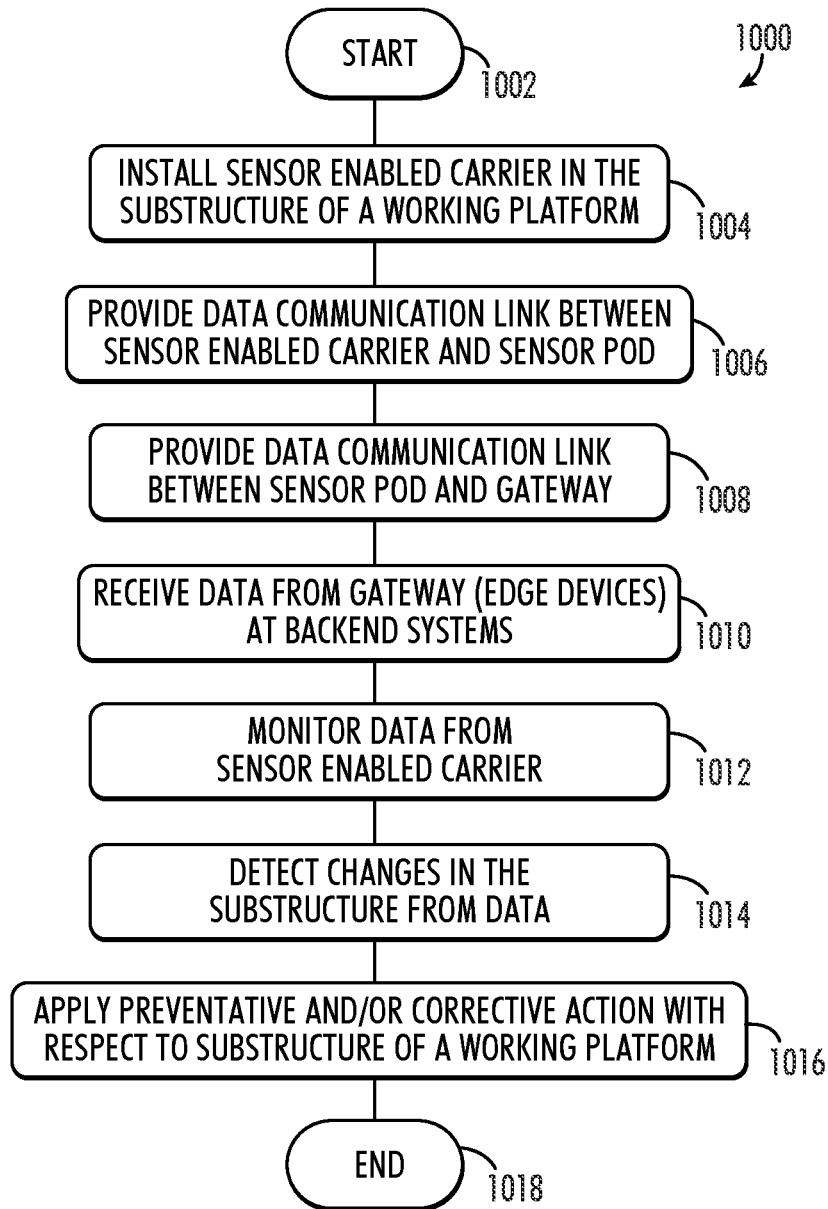 START
1000
1002
INSTALL SENSOR ENABLED CARRIER IN THE
SUBSTRUCTURE OF A WORKING PLATFORM
1004
PROVIDE DATA COMMUNICATION LINK BETWEEN
SENSOR ENABLED CARRIER AND SENSOR POD
1006
PROVIDE DATA COMMUNICATION LINK
BETWEEN SENSOR POD AND GATEWAY
1008
RECEIVE DATA FROM GATEWAY (EDGE DEVICES)
AT BACKEND SYSTEMS
1010
MONITOR DATA FROM
SENSOR ENABLED CARRIER
1012
DETECT CHANGES IN THE
SUBSTRUCTURE FROM DATA
1014
APPLY PREVENTATIVE AND/OR CORRECTIVE ACTION WITH
RESPECT TO SUBSTRUCTURE OF A WORKING PLATFORM
1016
END
1018